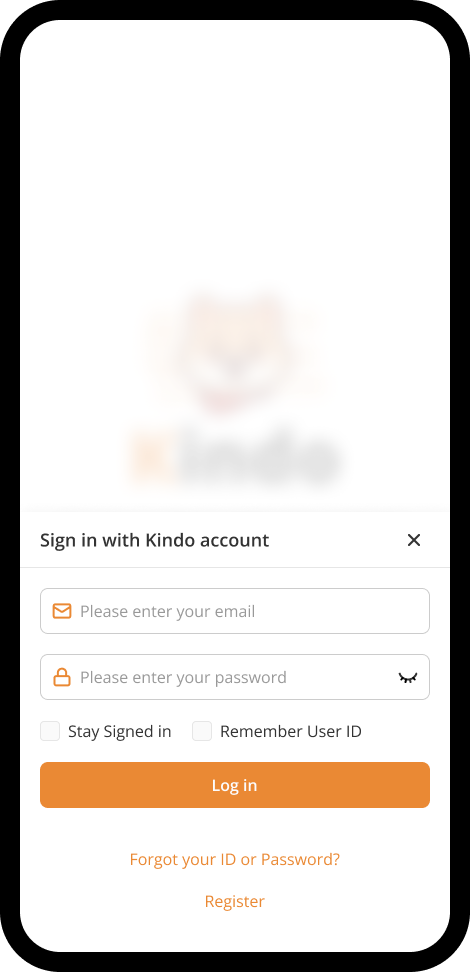 Kindo
Sign in with Kindo account
Please enter your email
Please enter your password
Stay Signed in Remember User ID
Log in
Forgot your ID or Password?
Register